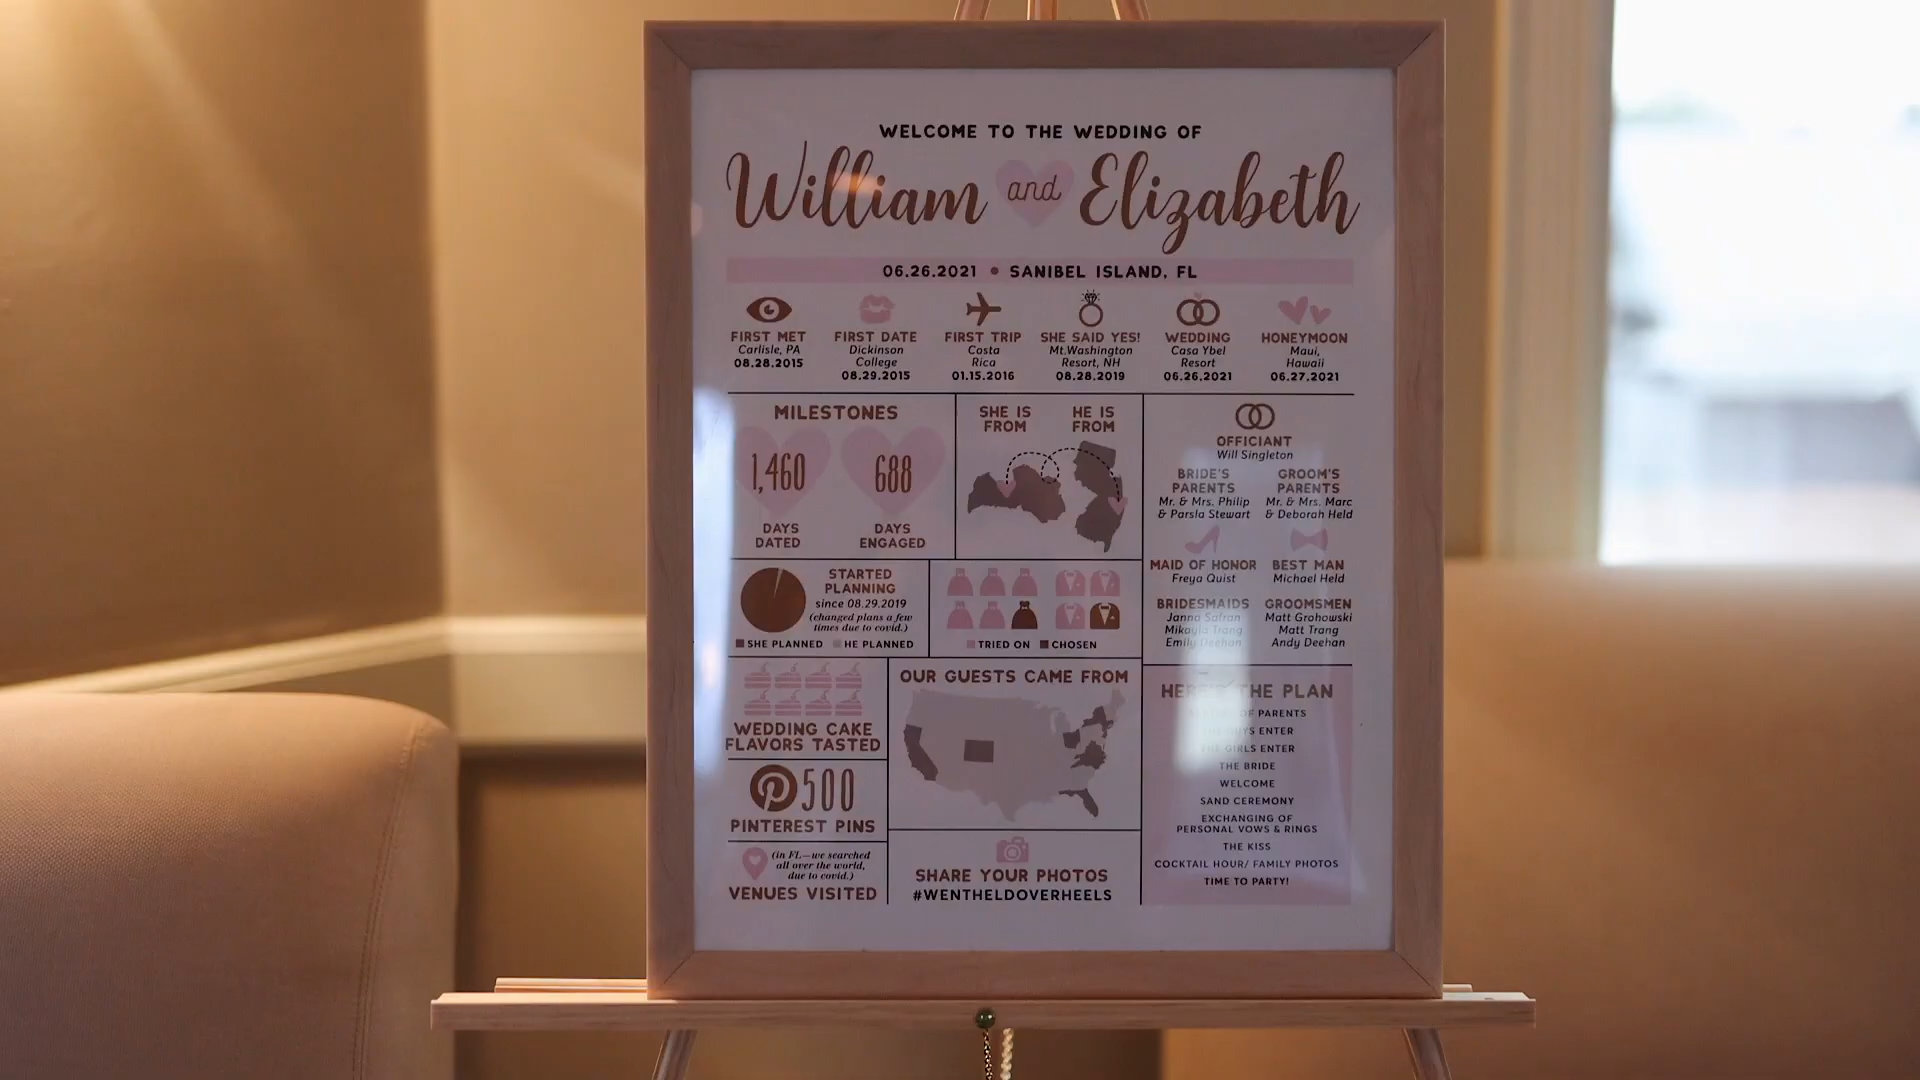 WELCOME TO THE WEDDING OF
William and Elizabeth
06.26.2021 • SANIBEL ISLAND, FL
FIRST MET
Carlisle, PA
08.28.2015
FIRST DATE
Dickinson
College
08.29.2015
FIRST TRIP
Costa
Rica
01.15.2016
SHE SAID YES!
Mt.Washington
Resort, NH
08.28.2019
WEDDING
Casa Ybel
Resort
06.26.2021
HONEYMOON
Maui,
Hawaii
06.27.2021
MILESTONES
1,460
DAYS
DATED
688
DAYS
ENGAGED
SHE IS
FROM
HE IS
FROM
OFFICIANT
Will Singleton
BRIDE'S
PARENTS
Mr. & Mrs. Philip
& Parsla Stewart
GROOM'S
PARENTS
Mr. & Mrs. Marc
& Deborah Held
MAID OF HONOR
Freya Quist
BEST MAN
Michael Held
BRIDESMAIDS
Janna Safran
Mikayla Trang
Emily Deehan
GROOMSMEN
Matt Grohowski
Matt Trang
Andy Deehan
STARTED
PLANNING
since 08.29.2019
(changed plans a few
times due to covid.)
SHE PLANNED HE PLANNED
TRIED ON CHOSEN
WEDDING CAKE
FLAVORS TASTED
500
PINTEREST PINS
(in FL—we searched
all over the world,
due to covid.)
VENUES VISITED
OUR GUESTS CAME FROM
SHARE YOUR PHOTOS
#WENTHELDOVERHEELS
HERE'S THE PLAN
OF PARENTS
THE GUYS ENTER
THE GIRLS ENTER
THE BRIDE
WELCOME
SAND CEREMONY
EXCHANGING OF
PERSONAL VOWS & RINGS
THE KISS
COCKTAIL HOUR/ FAMILY PHOTOS
TIME TO PARTY!